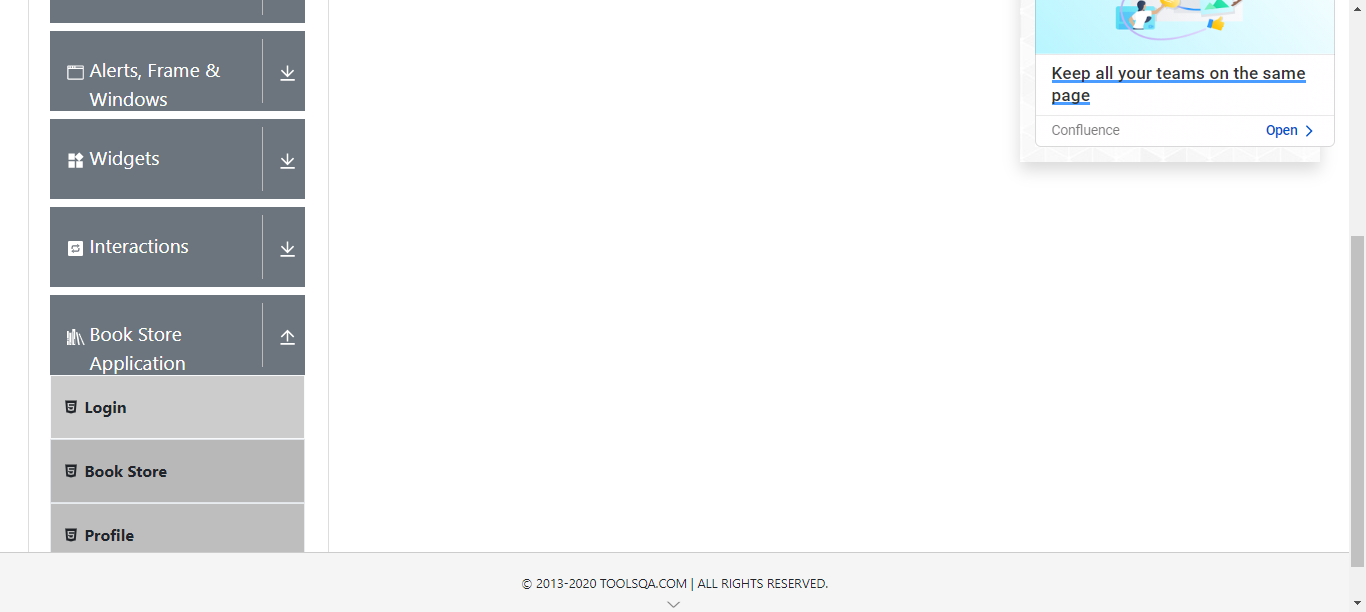 Alerts, Frame &
Windows
Widgets
Interactions
Book Store
Application
Login
Book Store
Profile
Keep all your teams on the same
page
Confluence
Open
© 2013-2020 TOOLSQA.COM | ALL RIGHTS RESERVED.